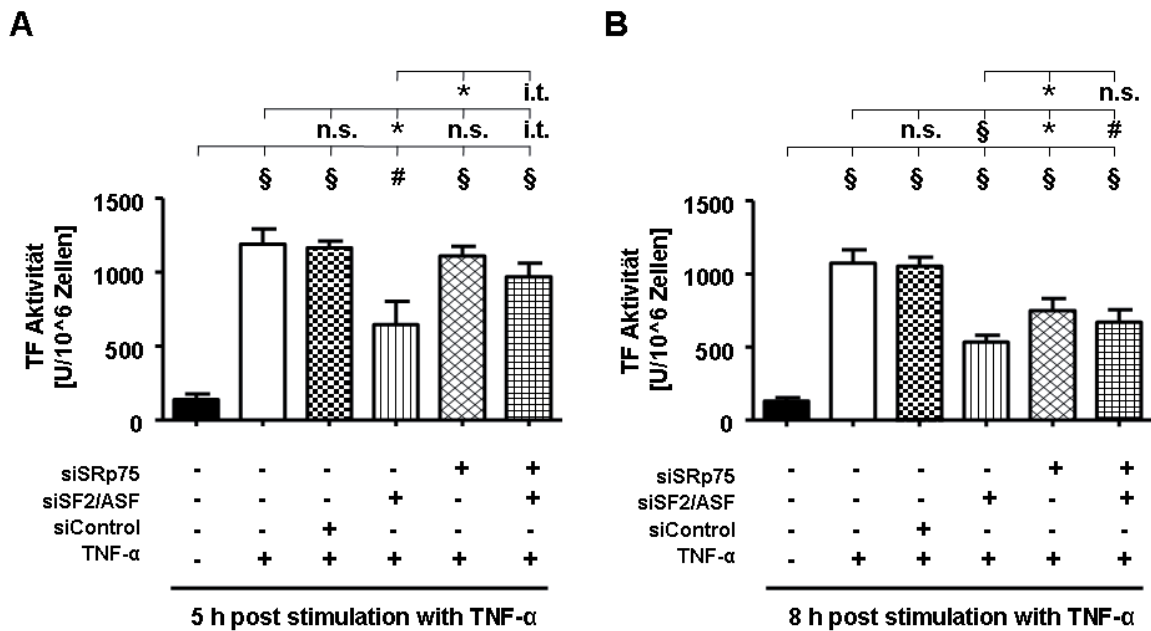 A
* i.t.
n.s. * n.s. i.t.
§ § # § §
1500
1000
500
0
TF Aktivität
[U/10^6 Zellen]
siSRp75 - - - - + +
siSF2/ASF - - - + - +
siControl - - + - - -
TNF-α - + + + + +
5 h post stimulation with TNF-α
B
* n.s.
n.s. § * #
§ § § § §
1500
1000
500
0
TF Aktivität
[U/10^6 Zellen]
siSRp75 - - - - + +
siSF2/ASF - - - + - +
siControl - - + - - -
TNF-α - + + + + +
8 h post stimulation with TNF-α